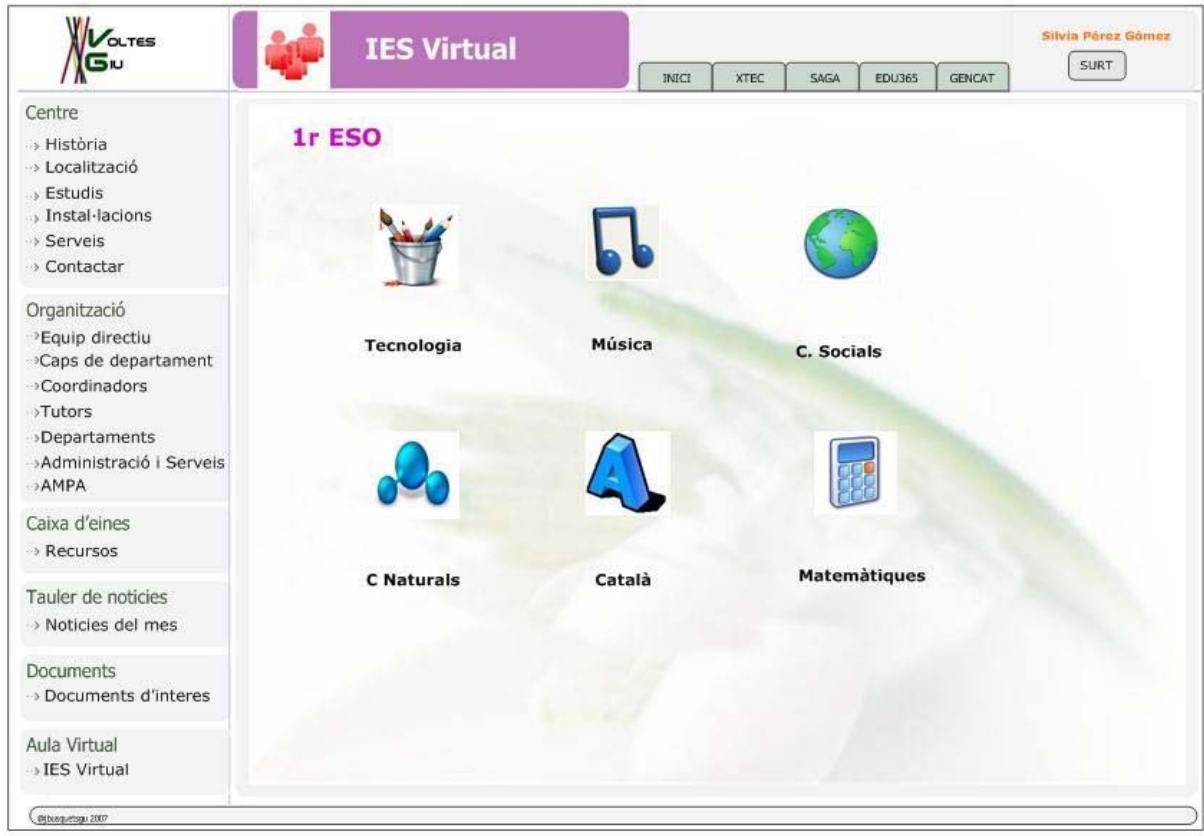 VOLTES
GIU
IES Virtual
INICI
XTEC
SAGA
EDU365
GENCAT
Silvia Pérez Gómez
SURT
Centre
Història
Localització
Estudis
Instal·lacions
Serveis
Contactar
Organització
Equip directiu
Caps de departament
Coordinadors
Tutors
Departaments
Administració i Serveis
AMPA
Caixa d'eines
Recursos
Tauler de noticies
Noticies del mes
Documents
Documents d'interes
Aula Virtual
IES Virtual
1r ESO
Tecnologia
Música
C. Socials
C Naturals
Català
Matemàtiques
@jbusquetsgu 2007